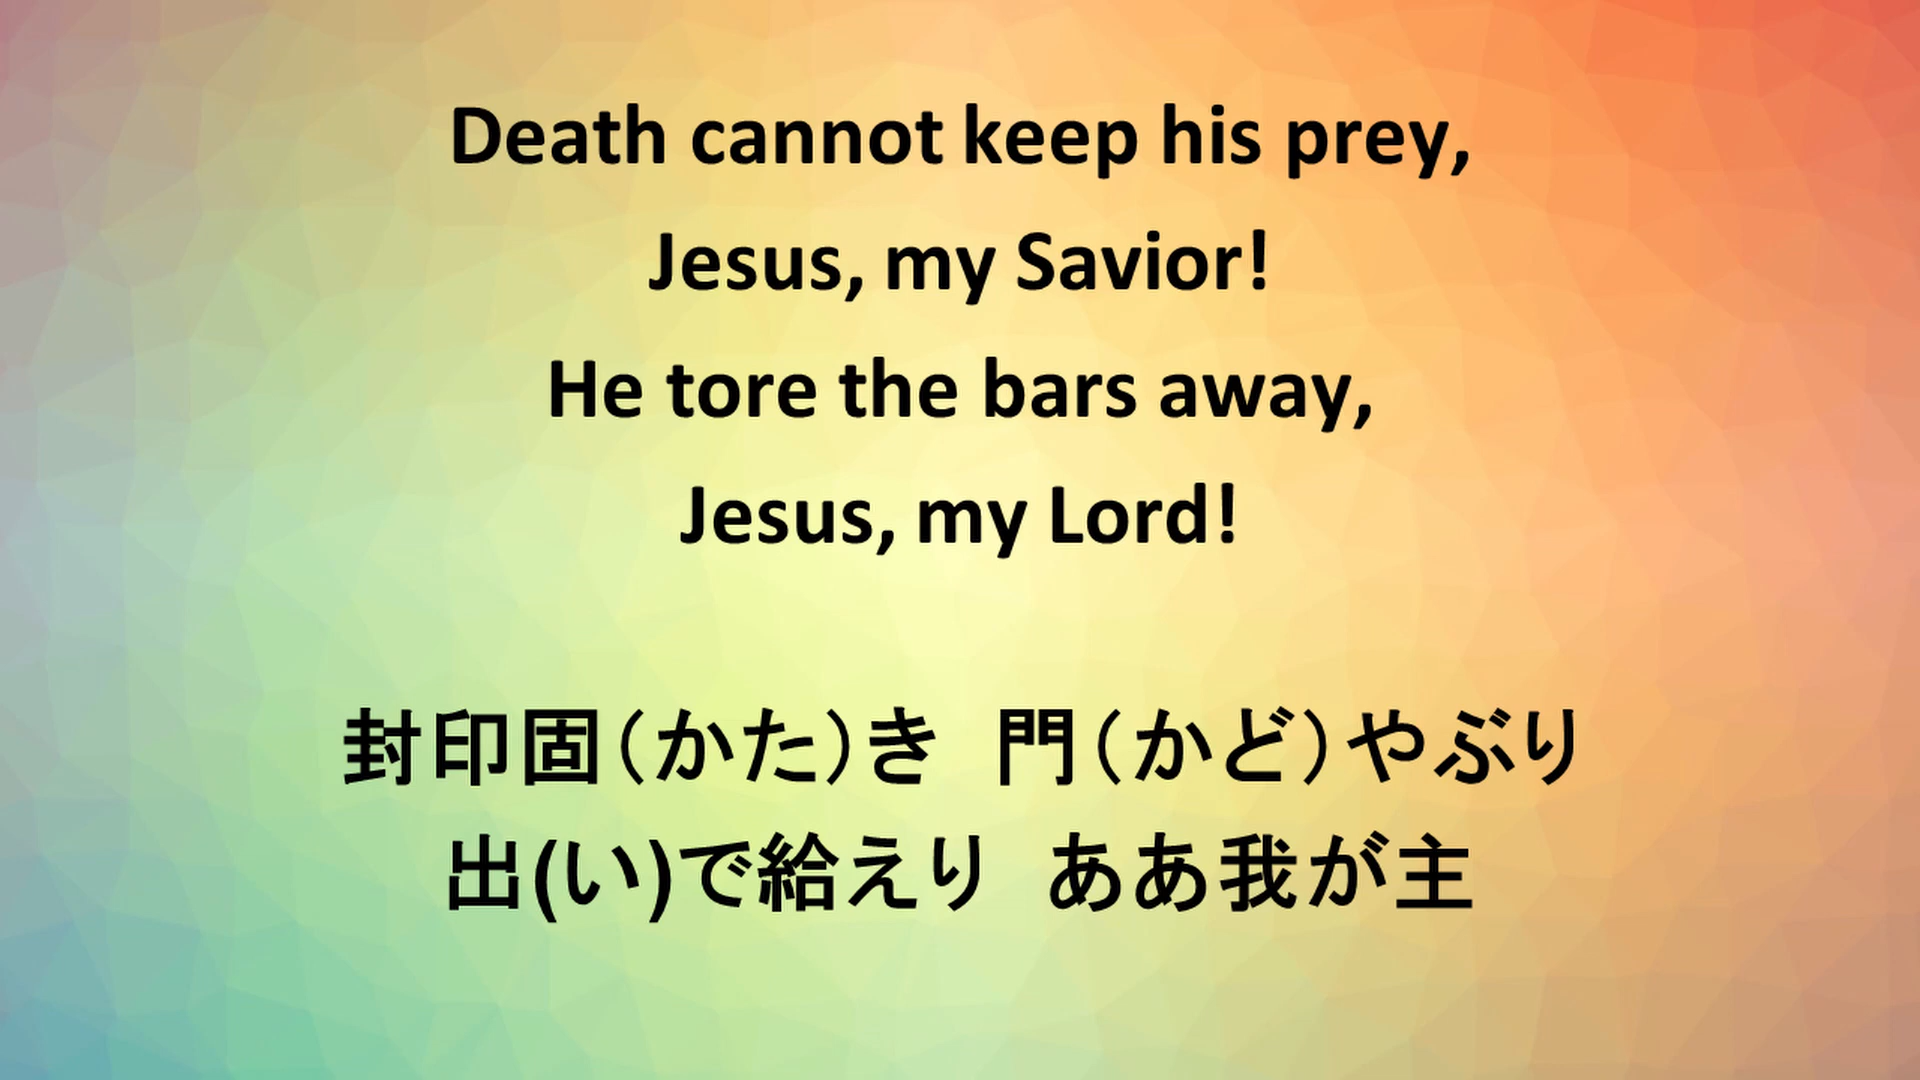 Death cannot keep his prey,
Jesus, my Savior!
He tore the bars away,
Jesus, my Lord!
封印固（かた）き　門（かど）やぶり
出(い)で給えり　ああ我が主